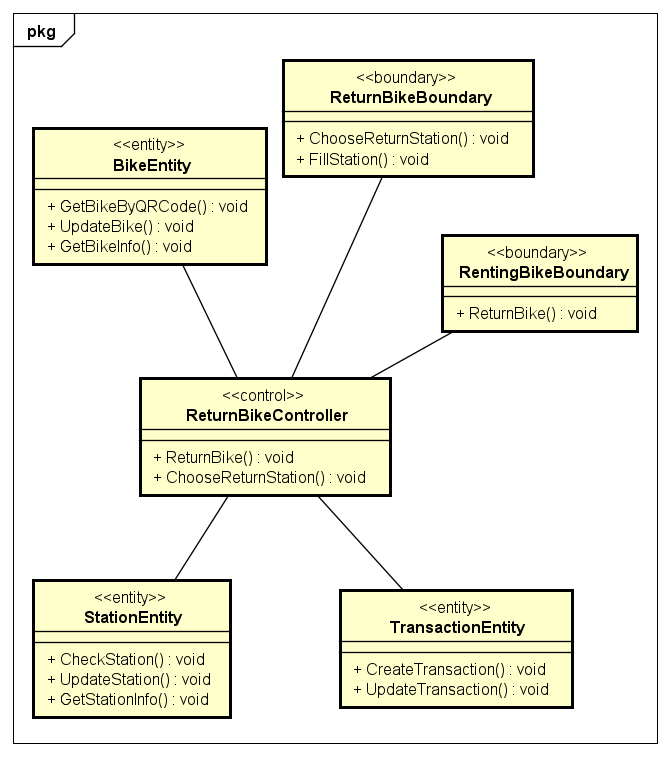 pkg
<<boundary>>
ReturnBikeBoundary
+ ChooseReturnStation() : void
+ FillStation() : void
<<entity>>
BikeEntity
+ GetBikeByQRCode() : void
+ UpdateBike() : void
+ GetBikeInfo() : void
<<boundary>>
RentingBikeBoundary
+ ReturnBike() : void
<<control>>
ReturnBikeController
+ ReturnBike() : void
+ ChooseReturnStation() : void
<<entity>>
StationEntity
+ CheckStation() : void
+ UpdateStation() : void
+ GetStationInfo() : void
<<entity>>
TransactionEntity
+ CreateTransaction() : void
+ UpdateTransaction() : void